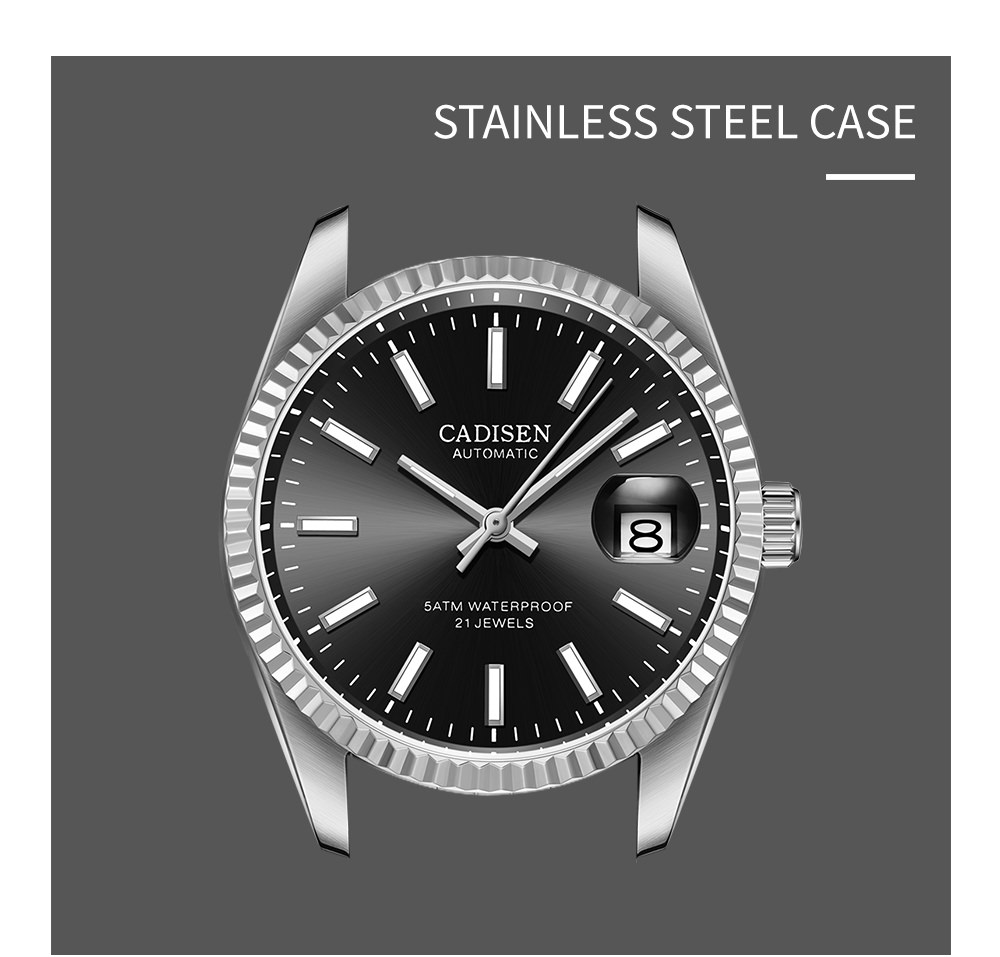 STAINLESS STEEL CASE
CADISEN
AUTOMATIC
8
5ATM WATERPROOF
21 JEWELS